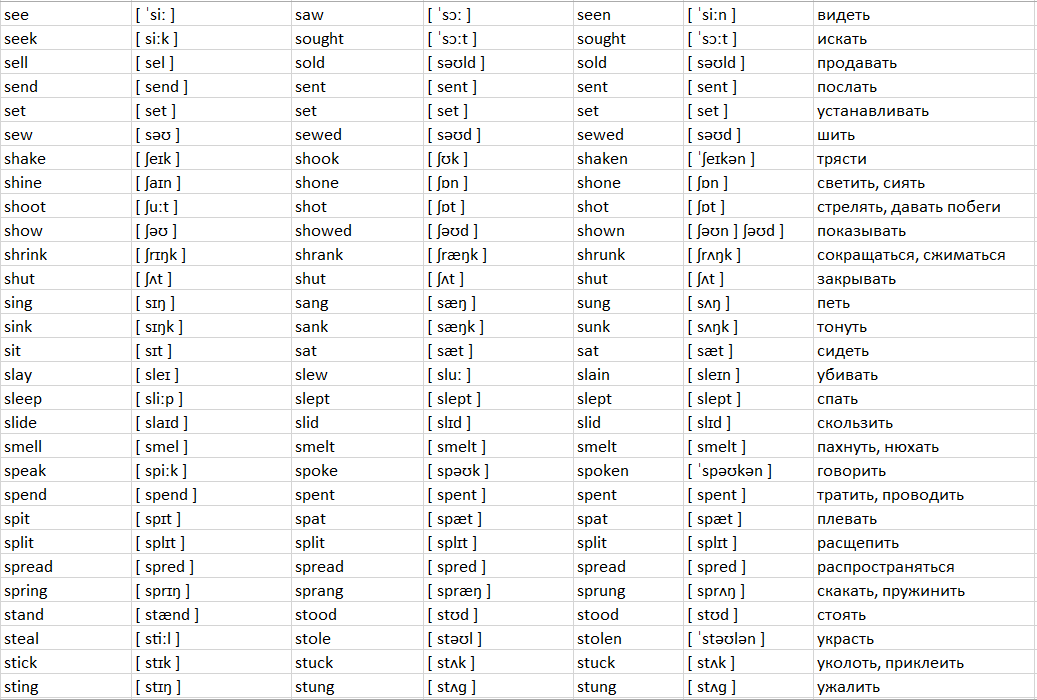 see [ ˈsiː ] saw [ ˈsɔː ] seen [ ˈsiːn ] видеть
seek [ siːk ] sought [ ˈsɔːt ] sought [ ˈsɔːt ] искать
sell [ sel ] sold [ səʊld ] sold [ səʊld ] продавать
send [ send ] sent [ sent ] sent [ sent ] послать
set [ set ] set [ set ] set [ set ] устанавливать
sew [ səʊ ] sewed [ səʊd ] sewed [ səʊd ] шить
shake [ ʃeɪk ] shook [ ʃʊk ] shaken [ ˈʃeɪkən ] трясти
shine [ ʃaɪn ] shone [ ʃɒn ] shone [ ʃɒn ] светить, сиять
shoot [ ʃuːt ] shot [ ʃɒt ] shot [ ʃɒt ] стрелять, давать побеги
show [ ʃəʊ ] showed [ ʃəʊd ] shown [ ʃəʊn ] ʃəʊd ] показывать
shrink [ ʃrɪŋk ] shrank [ ʃræŋk ] shrunk [ ʃrʌŋk ] сокращаться, сжиматься
shut [ ʃʌt ] shut [ ʃʌt ] shut [ ʃʌt ] закрывать
sing [ sɪŋ ] sang [ sæŋ ] sung [ sʌŋ ] петь
sink [ sɪŋk ] sank [ sæŋk ] sunk [ sʌŋk ] тонуть
sit [ sɪt ] sat [ sæt ] sat [ sæt ] сидеть
slay [ sleɪ ] slew [ sluː ] slain [ sleɪn ] убивать
sleep [ sliːp ] slept [ slept ] slept [ slept ] спать
slide [ slaɪd ] slid [ slɪd ] slid [ slɪd ] скользить
smell [ smel ] smelt [ smelt ] smelt [ smelt ] пахнуть, нюхать
speak [ spiːk ] spoke [ spəʊk ] spoken [ ˈspəʊkən ] говорить
spend [ spend ] spent [ spent ] spent [ spent ] тратить, проводить
spit [ spɪt ] spat [ spæt ] spat [ spæt ] плевать
split [ splɪt ] split [ splɪt ] split [ splɪt ] расщепить
spread [ spred ] spread [ spred ] spread [ spred ] распространяться
spring [ sprɪŋ ] sprang [ spræŋ ] sprung [ sprʌŋ ] скакать, пружинить
stand [ stænd ] stood [ stʊd ] stood [ stʊd ] стоять
steal [ stiːl ] stole [ stəʊl ] stolen [ ˈstəʊlən ] украсть
stick [ stɪk ] stuck [ stʌk ] stuck [ stʌk ] уколоть, приклеить
sting [ stɪŋ ] stung [ stʌg ] stung [ stʌg ] ужалить